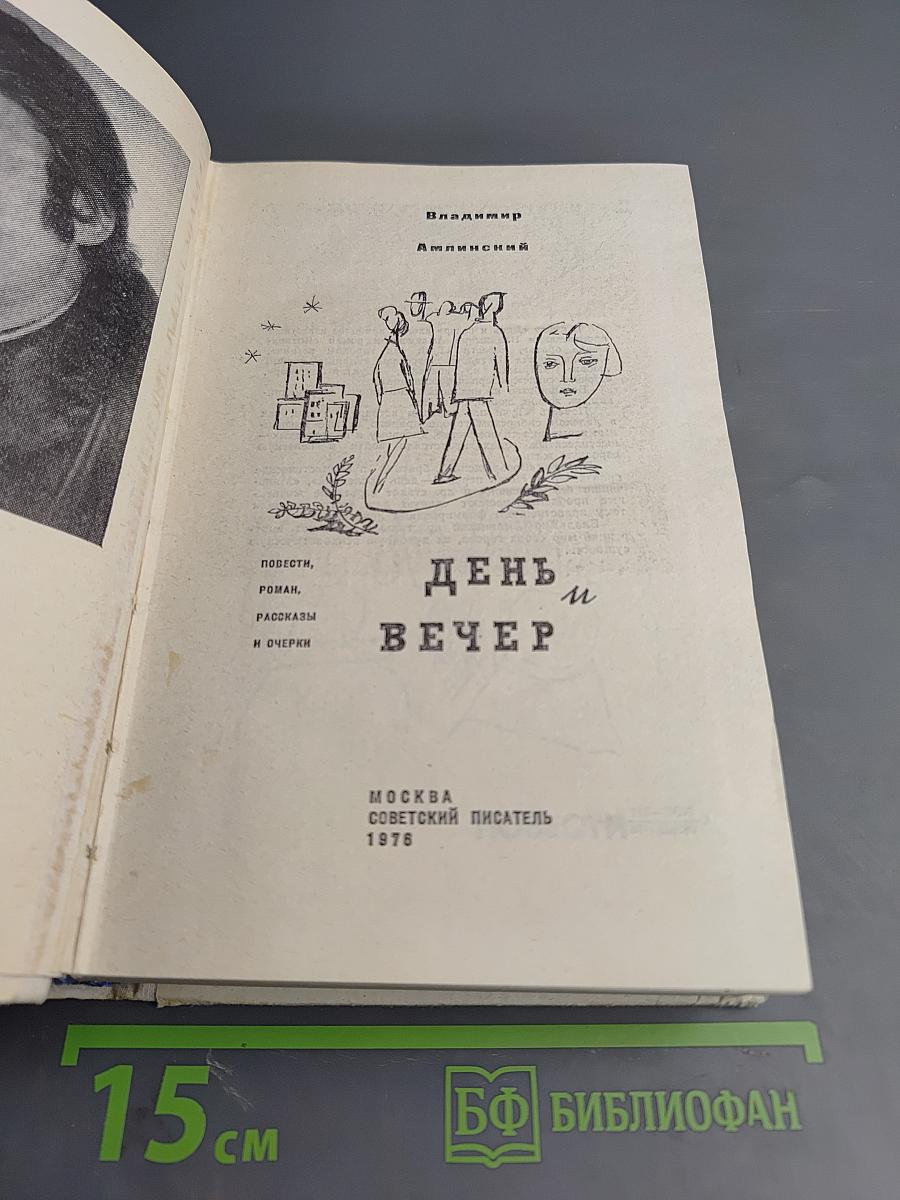 Владимир
Амлинский
ПОВЕСТИ,
РОМАН,
РАССКАЗЫ
И ОЧЕРКИ
ДЕНЬ
и
ВЕЧЕР
МОСКВА
СОВЕТСКИЙ ПИСАТЕЛЬ
1976
15 см
БФ БИБЛИОФАН